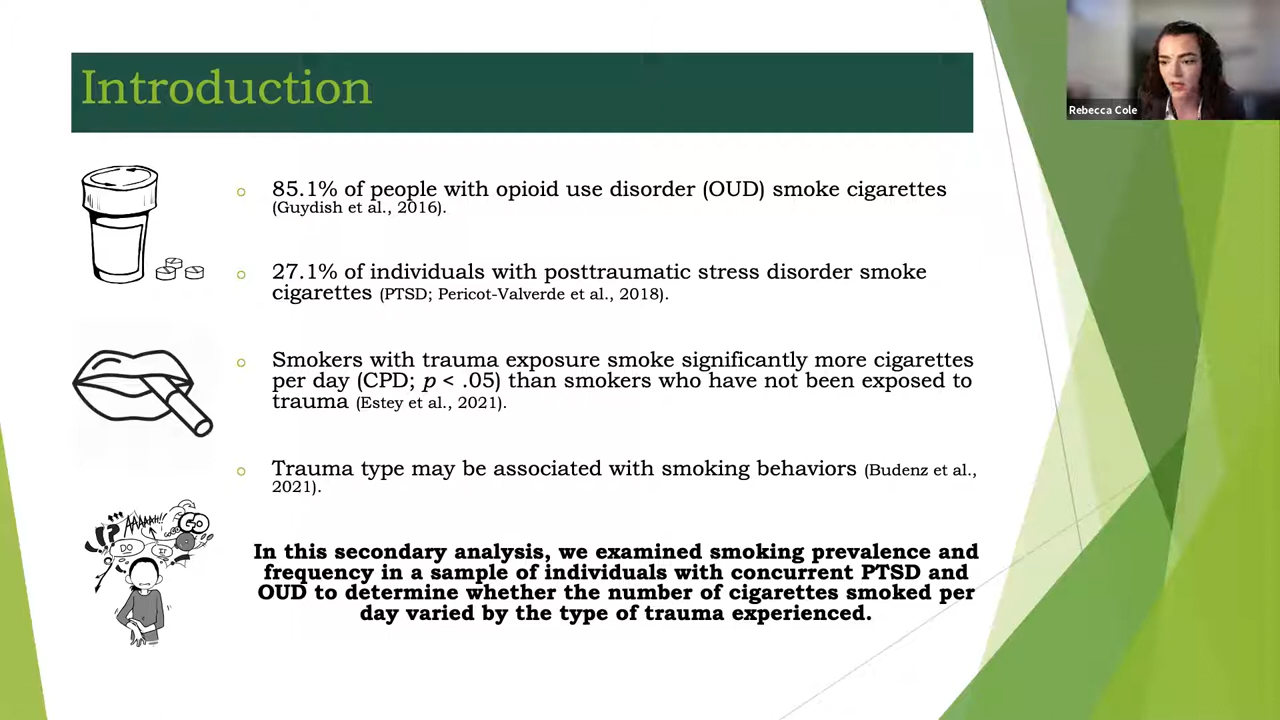 Introduction
Rebecca Cole
85.1% of people with opioid use disorder (OUD) smoke cigarettes
(Guydish et al., 2016).
27.1% of individuals with posttraumatic stress disorder smoke
cigarettes (PTSD; Pericot-Valverde et al., 2018).
Smokers with trauma exposure smoke significantly more cigarettes
per day (CPD; p < .05) than smokers who have not been exposed to
trauma (Estey et al., 2021).
Trauma type may be associated with smoking behaviors (Budenz et al.,
2021).
AAAAAH!!
GO
!?
DO
IT
In this secondary analysis, we examined smoking prevalence and
frequency in a sample of individuals with concurrent PTSD and
OUD to determine whether the number of cigarettes smoked per
day varied by the type of trauma experienced.